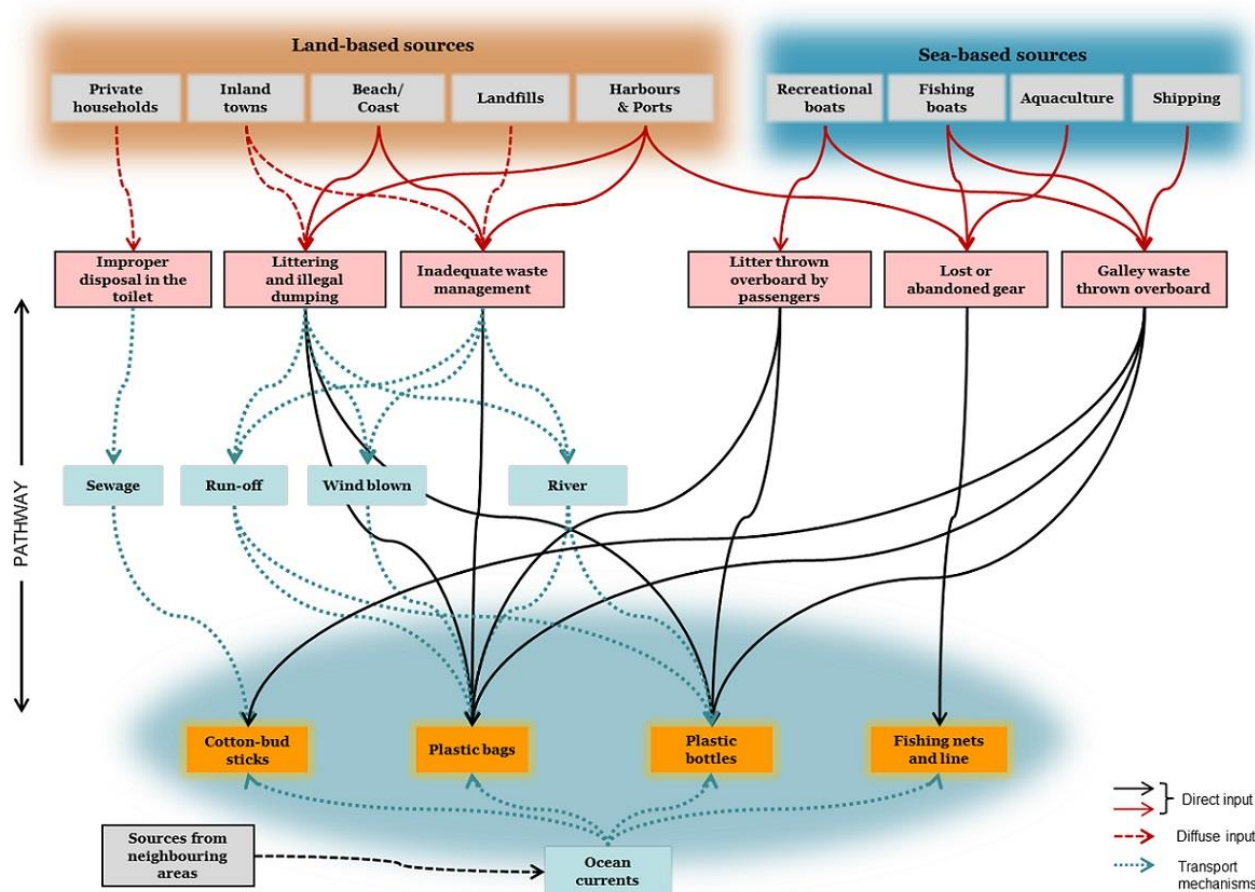 Land-based sources
Sea-based sources
Private
households
Inland
towns
Beach/
Coast
Landfills
Harbours
& Ports
Recreational
boats
Fishing
boats
Aquaculture
Shipping
Improper
disposal in the
toilet
Littering
and illegal
dumping
Inadequate waste
management
Litter thrown
overboard by
passengers
Lost or
abandoned gear
Galley waste
thrown overboard
PATHWAY
Sewage
Run-off
Wind blown
River
Cotton-bud
sticks
Plastic bags
Plastic
bottles
Fishing nets
and line
Sources from
neighbouring
areas
Ocean
currents
Direct input
Diffuse input
Transport
mechanisms